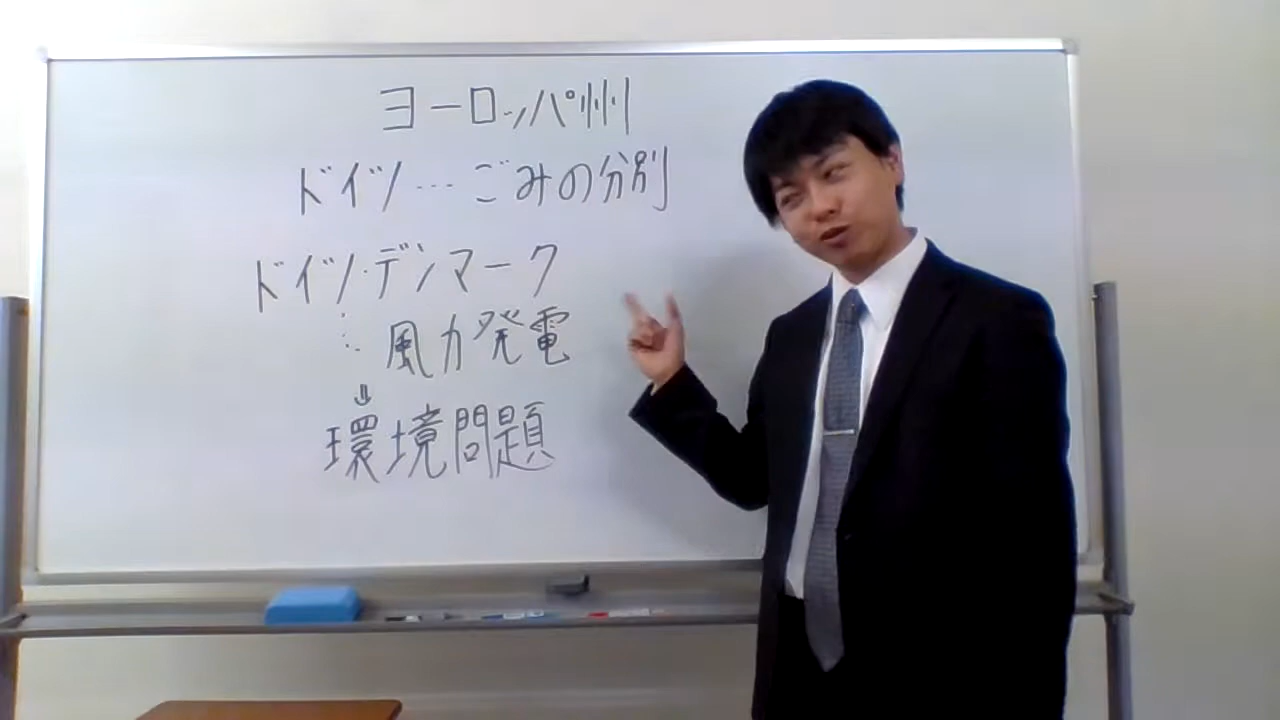 ヨーロッパ州
ドイツ…ごみの分別
ドイツ・デンマーク
… 風力発電
⇓
環境問題